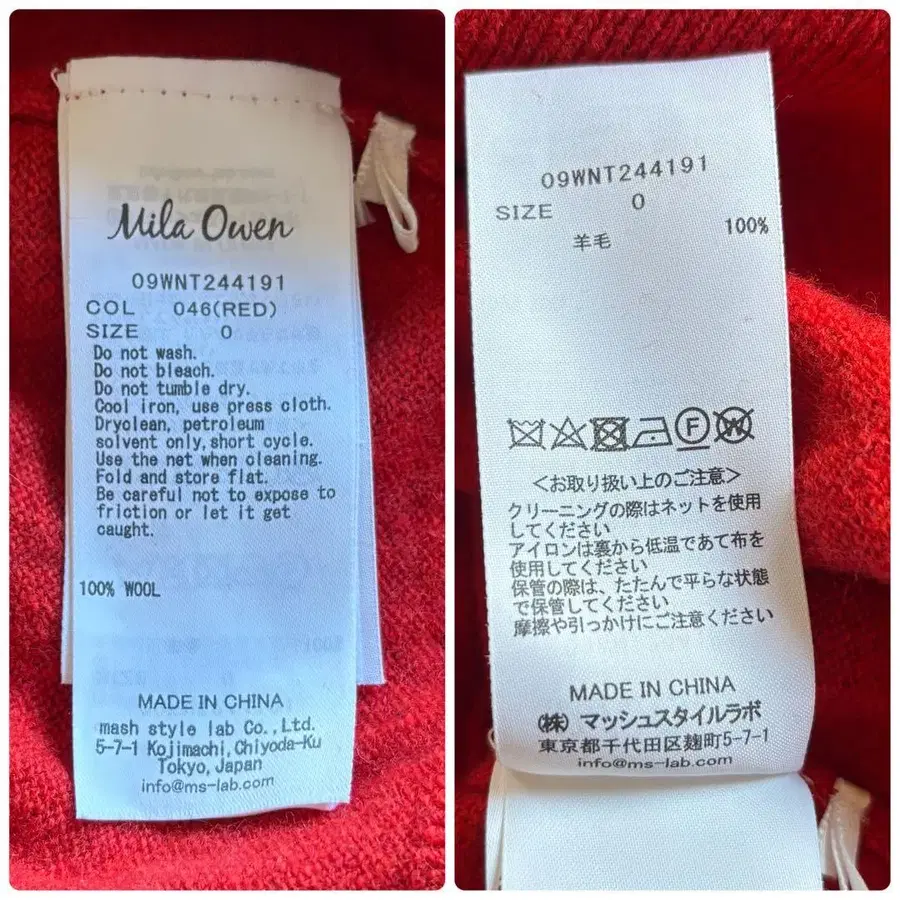 Mila Owen
09WNT244191
COL 046(RED)
SIZE 0
Do not wash.
Do not bleach.
Do not tumble dry.
Cool iron, use press cloth.
Dryclean, petroleum
solvent only,short cycle.
Use the net when cleaning.
Fold and store flat.
Be careful not to expose to
friction or let it get
caught.
100% WOOL
MADE IN CHINA
mash style lab Co.,Ltd.
5-7-1 Kojimachi,Chiyoda-Ku
Tokyo,Japan
info@ms-lab.com
09WNT244191
SIZE 0
羊毛 100%
F W
<お取り扱い上のご注意>
クリーニングの際はネットを使用
してください
アイロンは裏から低温であて布を
使用してください
保管の際は、たたんで平らな状態
で保管してください
摩擦や引っかけにご注意ください
MADE IN CHINA
㈱ マッシュスタイルラボ
東京都千代田区麹町5-7-1
info@ms-lab.com